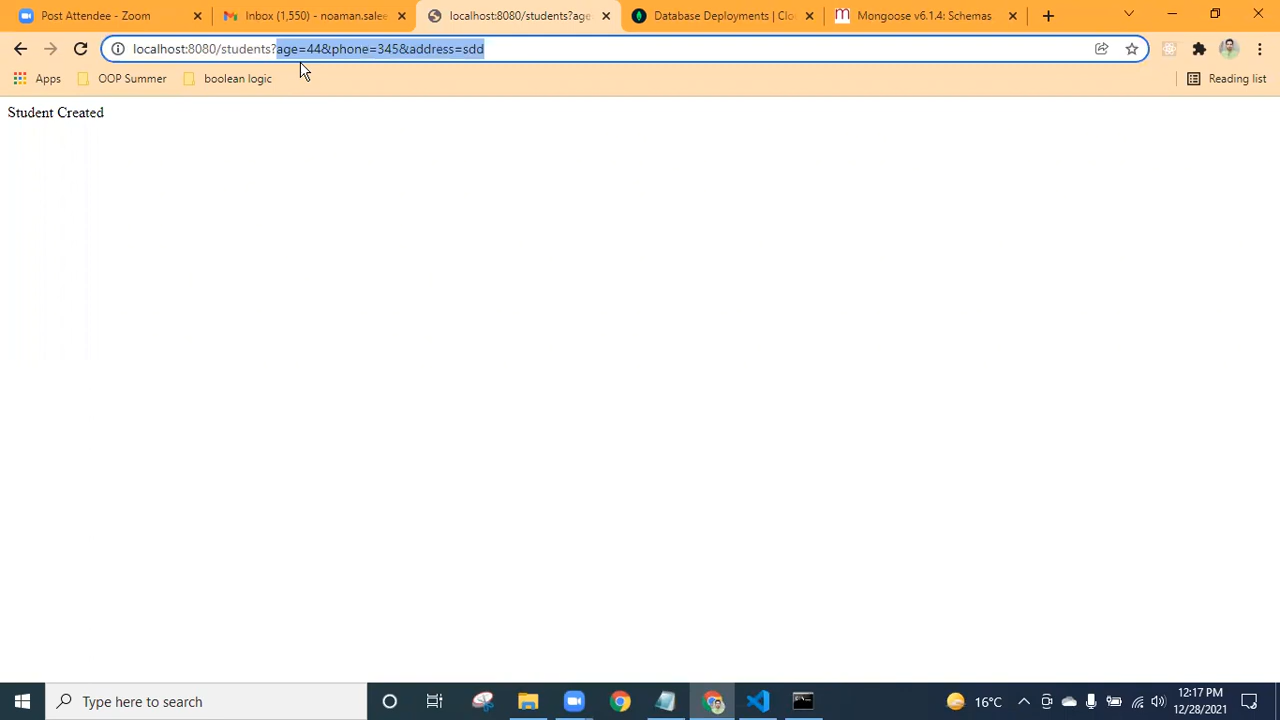 Post Attendee - Zoom
Inbox (1,550) - noaman.salee
localhost:8080/students?age
Database Deployments | Clo
Mongoose v6.1.4: Schemas
localhost:8080/students?age=44&phone=345&address=sdd
Apps
OOP Summer
boolean logic
Reading list
Student Created
Type here to search
16°C
12:17 PM
12/28/2021